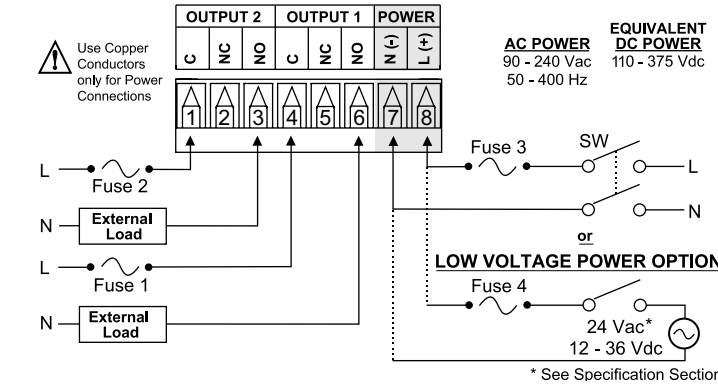 OUTPUT 2 OUTPUT 1 POWER
C NC NO C NC NO N (-) L (+)
1 2 3 4 5 6 7 8
Use Copper
Conductors
only for Power
Connections
AC POWER
90 - 240 Vac
50 - 400 Hz
EQUIVALENT
DC POWER
110 - 375 Vdc
L Fuse 2
N External
Load
L Fuse 1
N External
Load
Fuse 3 SW L
N
or
LOW VOLTAGE POWER OPTION
Fuse 4
24 Vac*
12 - 36 Vdc
* See Specification Section